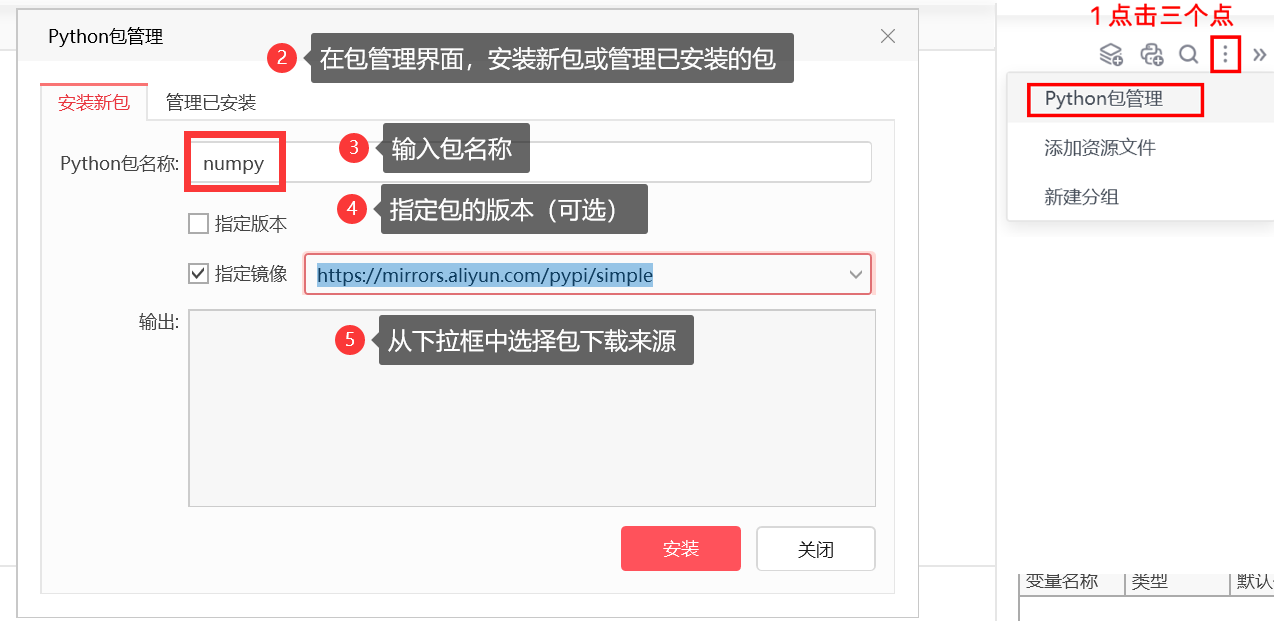 1点击三个点
Python包管理
2 在包管理界面，安装新包或管理已安装的包
安装新包 管理已安装
Python包名称: numpy
3 输入包名称
4 指定包的版本（可选）
指定版本
指定镜像 https://mirrors.aliyun.com/pypi/simple
输出:
5 从下拉框中选择包下载来源
安装 关闭
Python包管理
添加资源文件
新建分组
变量名称 类型 默认